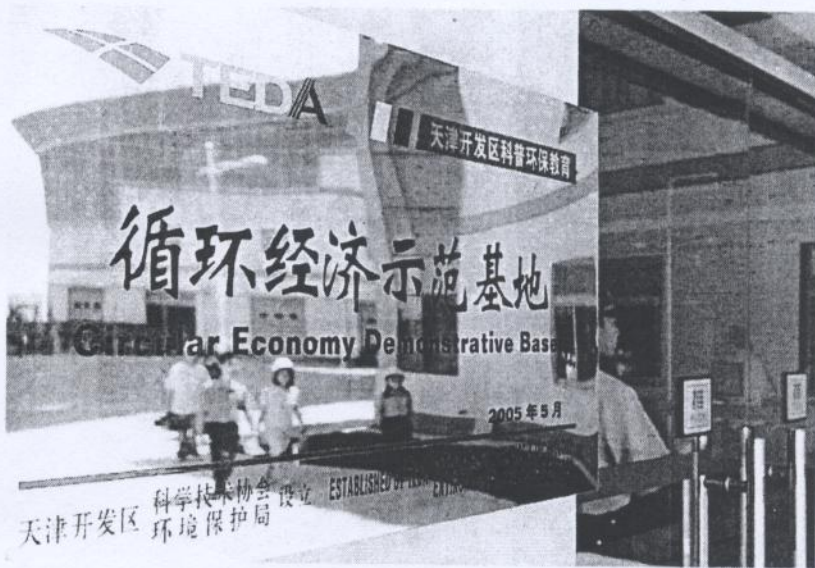 TEDA
天津开发区科普环保教育
循环经济示范基地
Circular Economy Demonstrative Base
2005年5月
天津开发区 科学技术协会 设立
环境保护局
ESTABLISHED